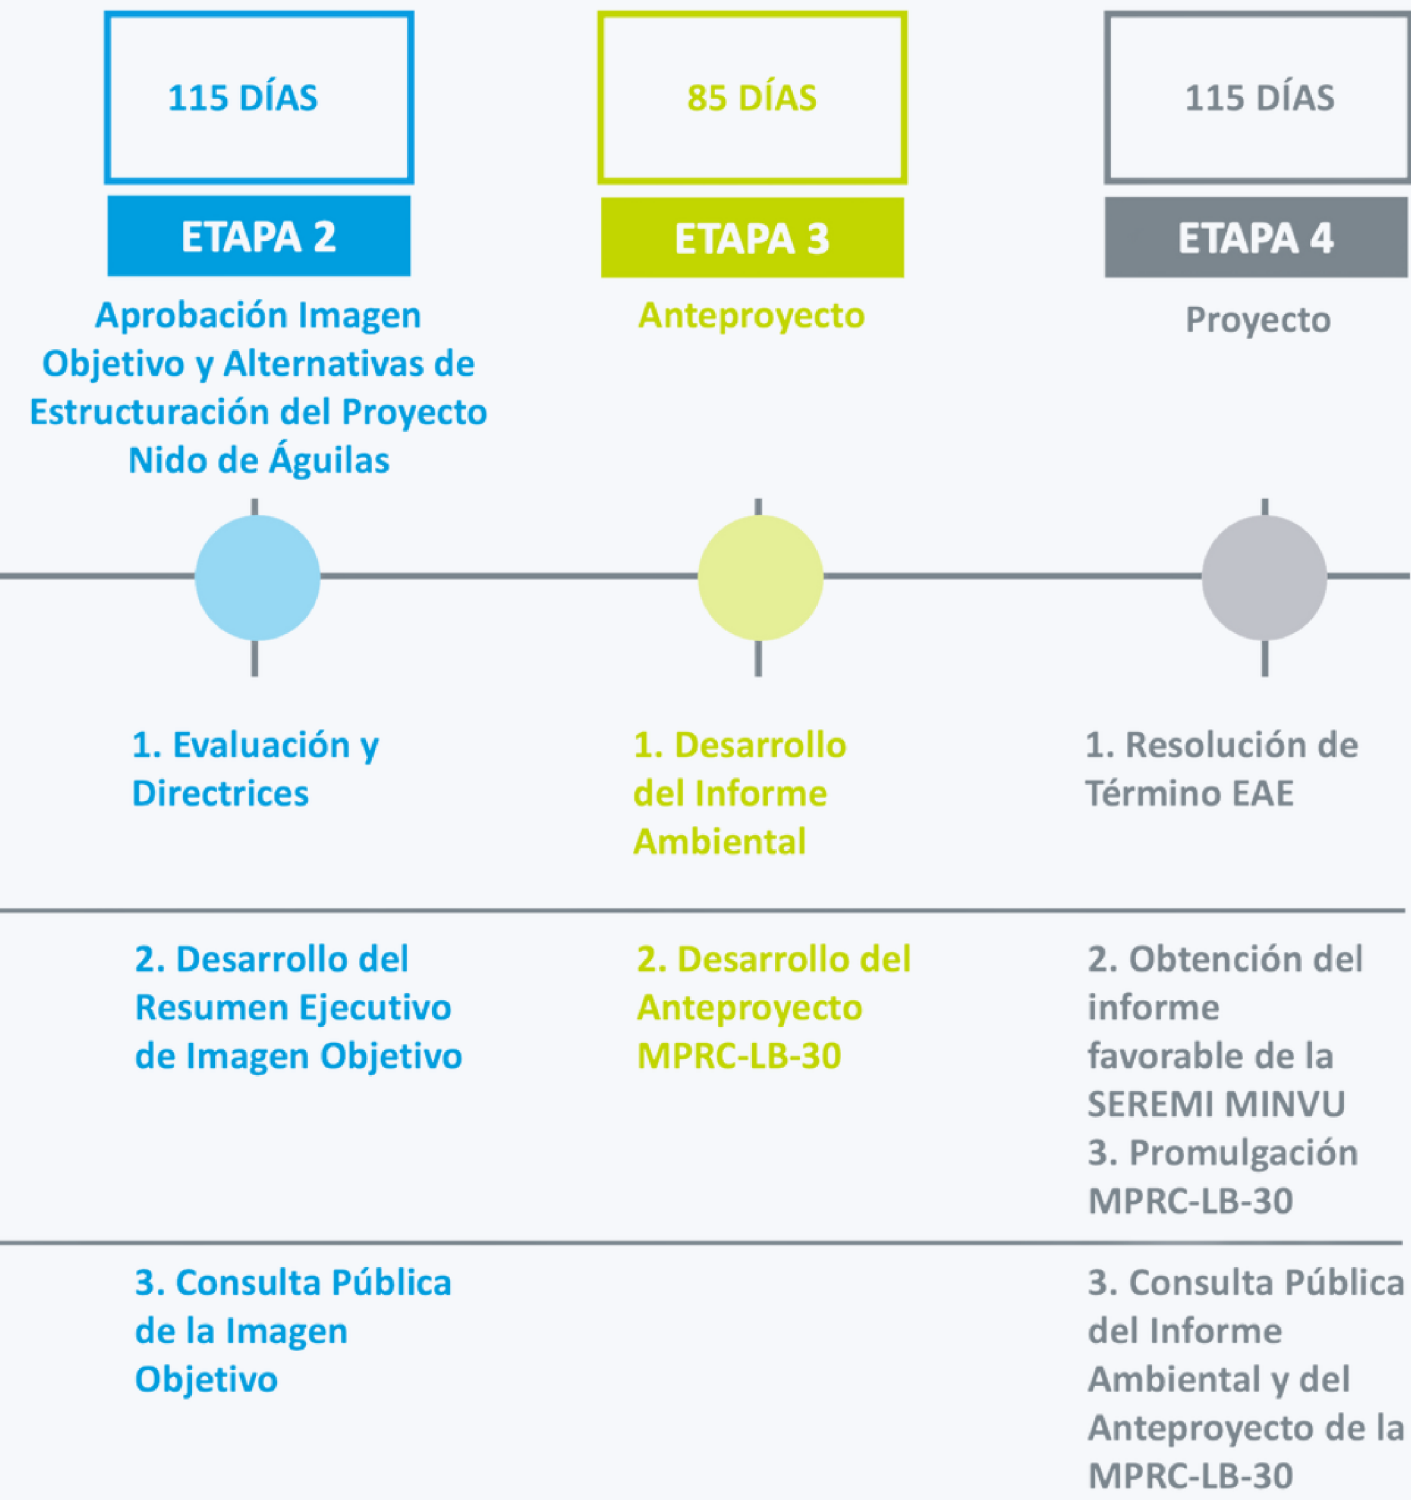 115 DÍAS
ETAPA 2
Aprobación Imagen
Objetivo y Alternativas de
Estructuración del Proyecto
Nido de Águilas
1. Evaluación y
Directrices
2. Desarrollo del
Resumen Ejecutivo
de Imagen Objetivo
3. Consulta Pública
de la Imagen
Objetivo
85 DÍAS
ETAPA 3
Anteproyecto
1. Desarrollo
del Informe
Ambiental
2. Desarrollo del
Anteproyecto
MPRC-LB-30
115 DÍAS
ETAPA 4
Proyecto
1. Resolución de
Término EAE
2. Obtención del
informe
favorable de la
SEREMI MINVU
3. Promulgación
MPRC-LB-30
3. Consulta Pública
del Informe
Ambiental y del
Anteproyecto de la
MPRC-LB-30